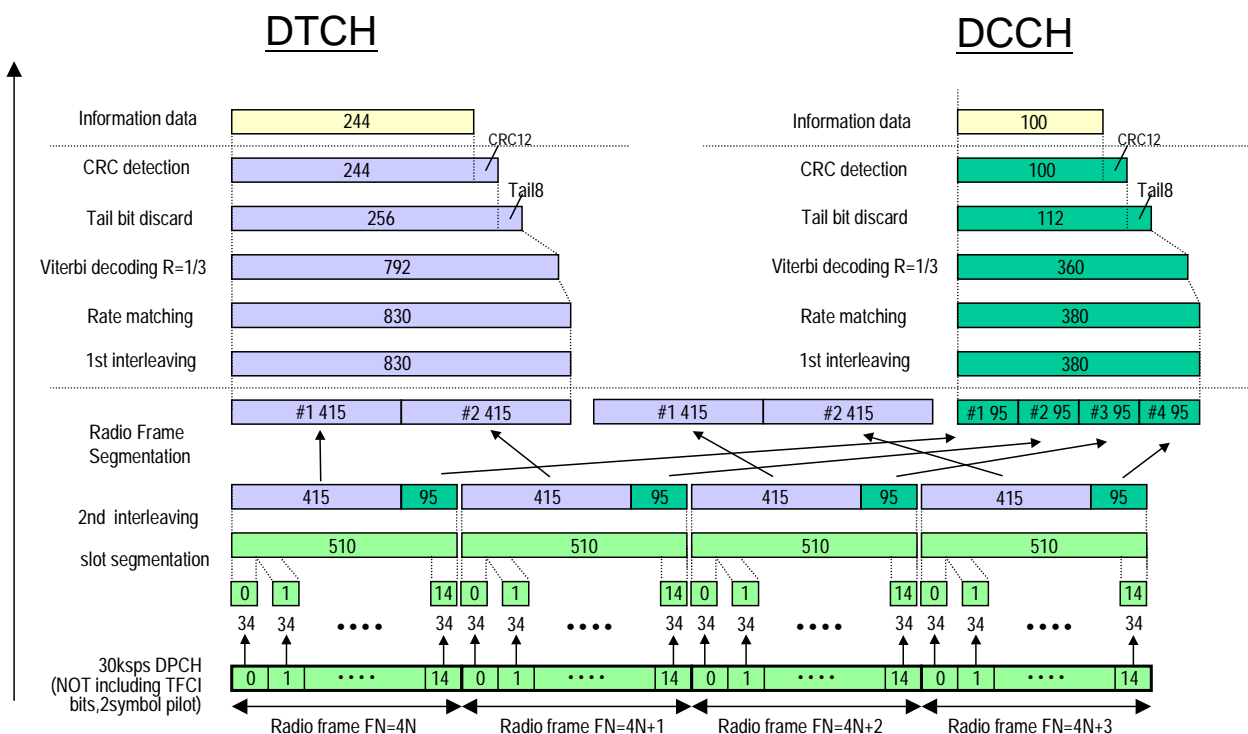 DTCH DCCH
Information data 244 Information data 100
CRC12 CRC12
CRC detection 244 CRC detection 100
Tail8 Tail8
Tail bit discard 256 Tail bit discard 112
Viterbi decoding R=1/3 792 Viterbi decoding R=1/3 360
Rate matching 830 Rate matching 380
1st interleaving 830 1st interleaving 380
#1 415 #2 415 #1 415 #2 415 #1 95 #2 95 #3 95 #4 95
Radio Frame
Segmentation
415 95 415 95 415 95 415 95
2nd interleaving
510 510 510 510
slot segmentation
0 1 14 0 1 14 0 1 14 0 1 14
34 34 •••• 34 34 34 •••• 34 34 34 •••• 34 34 34 •••• 34
30ksps DPCH
(NOT including TFCI
bits,2symbol pilot)
0 1 •••• 14 0 1 •••• 14 0 1 •••• 14 0 1 •••• 14
Radio frame FN=4N Radio frame FN=4N+1 Radio frame FN=4N+2 Radio frame FN=4N+3